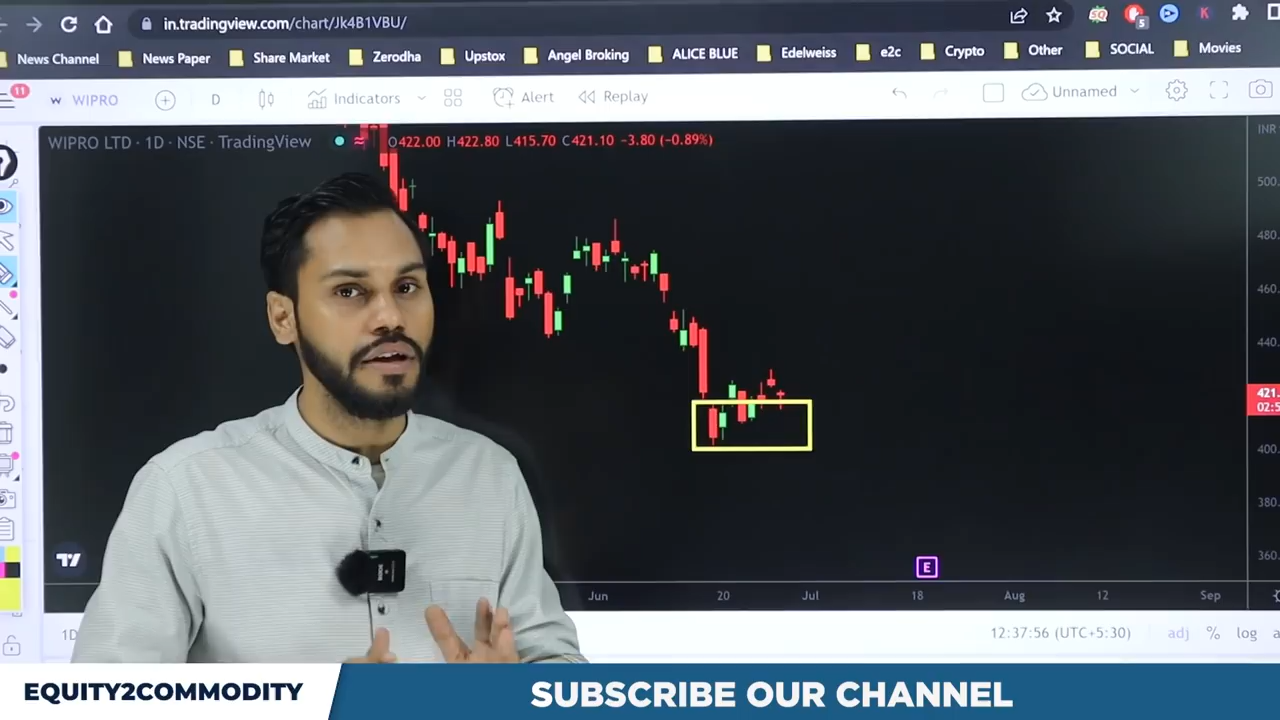 in.tradingview.com/chart/Jk4B1VBU/
5
News Channel News Paper Share Market Zerodha Upstox Angel Broking ALICE BLUE Edelweiss e2c Crypto Other SOCIAL Movies
11
WIPRO D Indicators Alert Replay Unnamed
WIPRO LTD · 1D · NSE · TradingView O422.00 H422.80 L415.70 C421.10 −3.80 (−0.89%)
INR
500.
480.
460.
440.
421.
400.
380.
360.
E
Jun 20 Jul 18 Aug 12 Sep
1D 12:37:56 (UTC+5:30) adj % log
EQUITY2COMMODITY SUBSCRIBE OUR CHANNEL